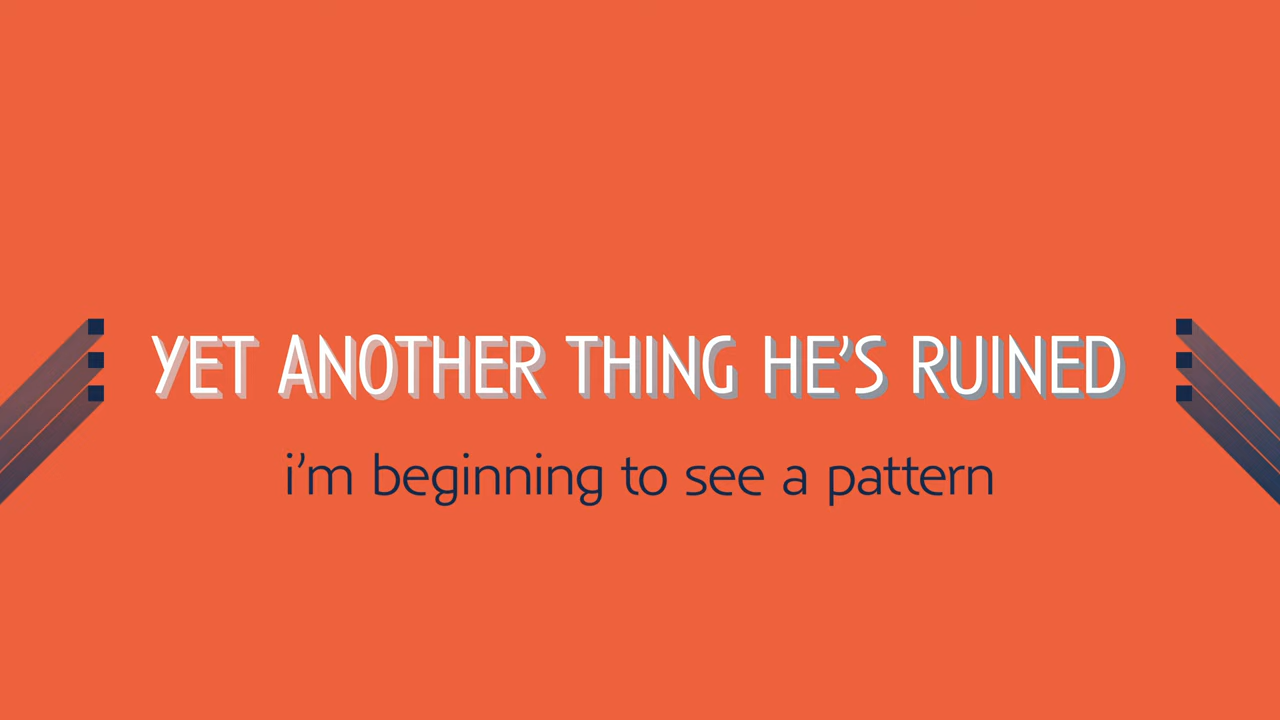 YET ANOTHER THING HE’S RUINED
i’m beginning to see a pattern